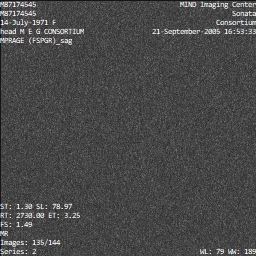 M87174545
MIND Imaging Center
M87174545
Sonata
14-July-1971 F
Consortium
head M E G CONSORTIUM
21-September-2005 16:53:33
MPRAGE (FSPGR)_sag
ST: 1.30 SL: 78.97
RT: 2730.00 ET: 3.25
FS: 1.49
MR
Images: 135/144
Series: 2
WL: 79 WW: 189